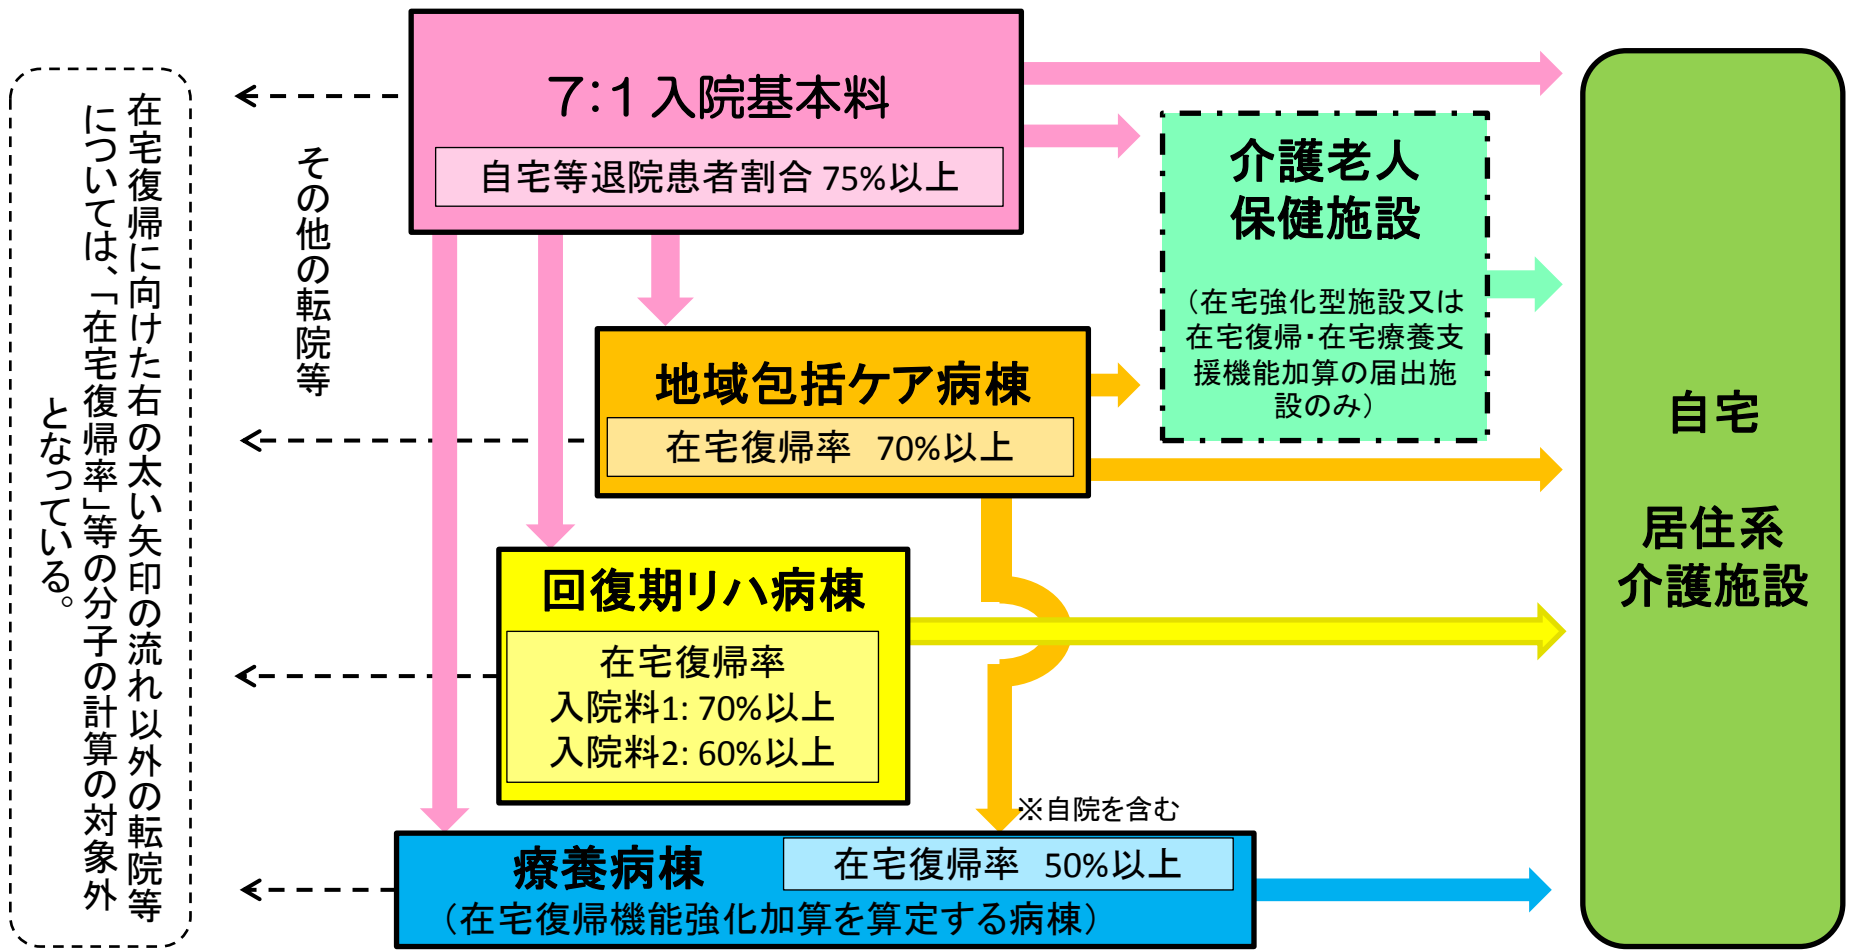 在宅復帰に向けた右の太い矢印の流れ以外の転院等
については、「在宅復帰率」等の分子の計算の対象外
となっている。
その他の転院等
７：１入院基本料
自宅等退院患者割合 75%以上
介護老人
保健施設
（在宅強化型施設又は
在宅復帰・在宅療養支
援機能加算の届出施
設のみ）
地域包括ケア病棟
在宅復帰率　70%以上
回復期リハ病棟
在宅復帰率
入院料1: 70%以上
入院料2: 60%以上
※自院を含む
療養病棟
在宅復帰率　50%以上
（在宅復帰機能強化加算を算定する病棟）
自宅
居住系
介護施設